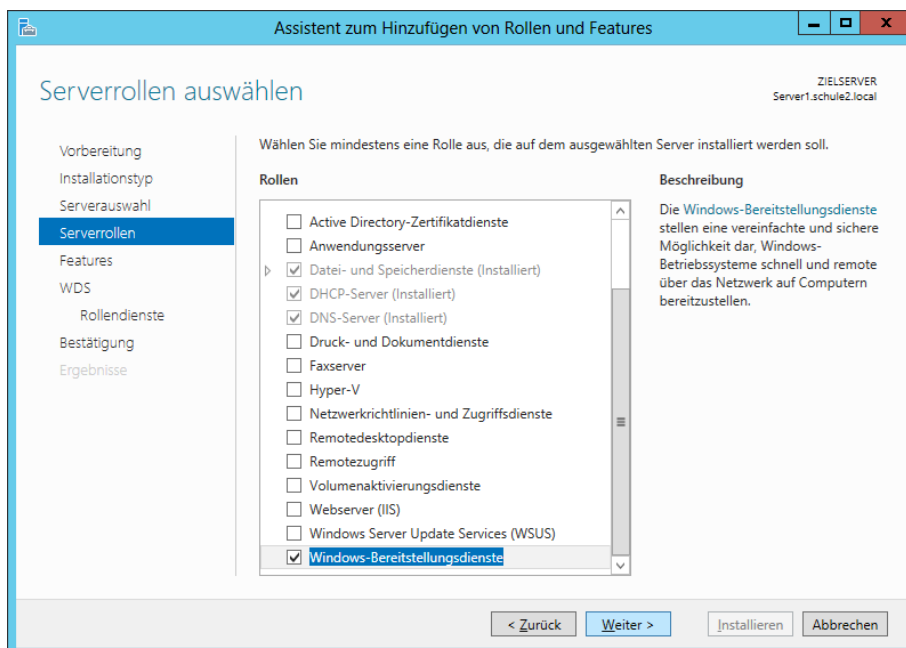 Assistent zum Hinzufügen von Rollen und Features
Serverrollen auswählen
ZIELSERVER
Server1.schule2.local
Vorbereitung
Installationstyp
Serverauswahl
Serverrollen
Features
WDS
Rollendienste
Bestätigung
Ergebnisse
Wählen Sie mindestens eine Rolle aus, die auf dem ausgewählten Server installiert werden soll.
Rollen
Active Directory-Zertifikatdienste
Anwendungsserver
Datei- und Speicherdienste (Installiert)
DHCP-Server (Installiert)
DNS-Server (Installiert)
Druck- und Dokumentdienste
Faxserver
Hyper-V
Netzwerkrichtlinien- und Zugriffsdienste
Remotedesktopdienste
Remotezugriff
Volumenaktivierungsdienste
Webserver (IIS)
Windows Server Update Services (WSUS)
Windows-Bereitstellungsdienste
Beschreibung
Die Windows-Bereitstellungsdienste
stellen eine vereinfachte und sichere
Möglichkeit dar, Windows-
Betriebssysteme schnell und remote
über das Netzwerk auf Computern
bereitzustellen.
< Zurück
Weiter >
Installieren
Abbrechen